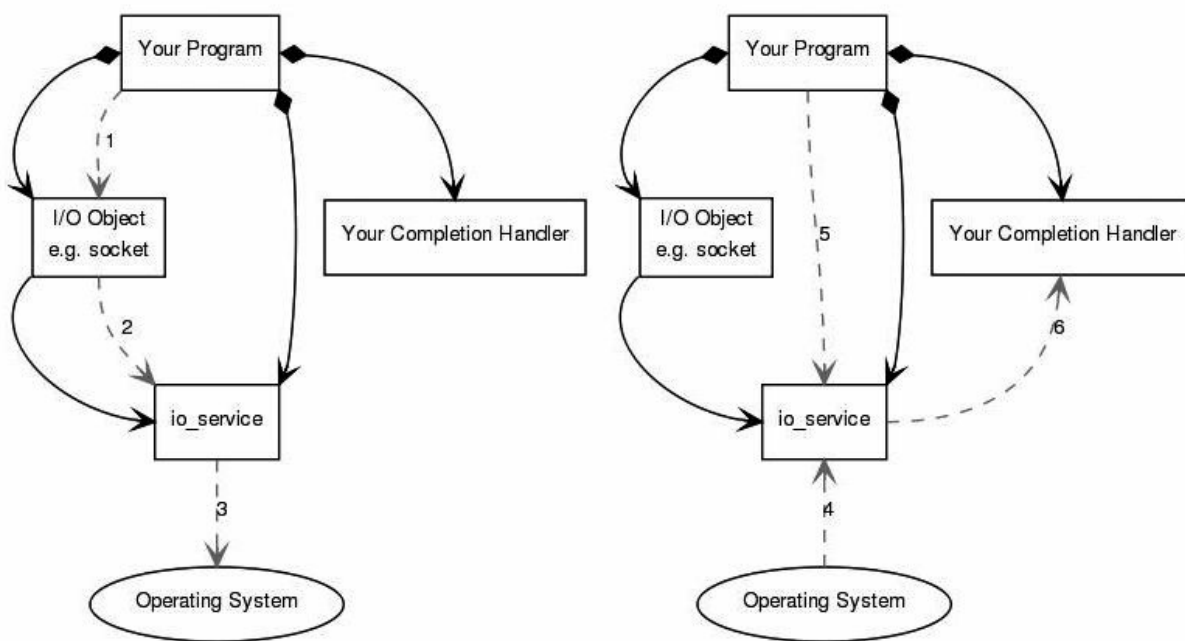 Your Program
1
I/O Object
e.g. socket
Your Completion Handler
2
io_service
3
Operating System
Your Program
I/O Object
e.g. socket
5
Your Completion Handler
6
io_service
4
Operating System